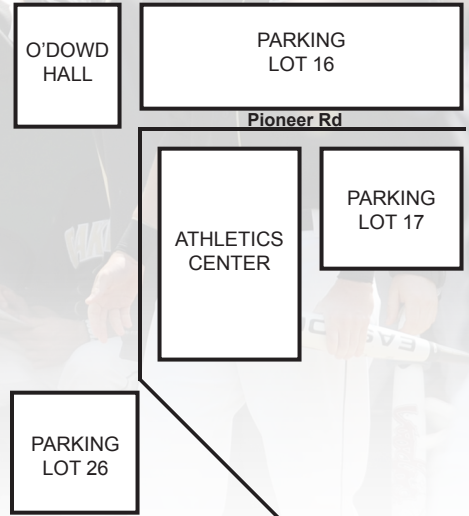 O'DOWD
HALL
PARKING
LOT 16
Pioneer Rd
ATHLETICS
CENTER
PARKING
LOT 17
PARKING
LOT 26